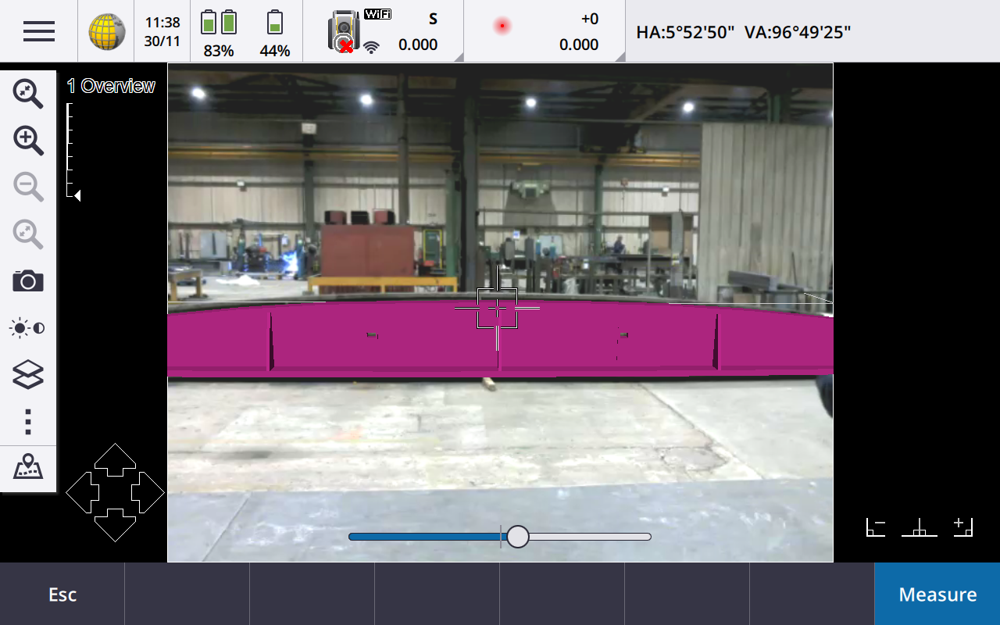 11:38
30/11
83%
44%
WiFi
S
0.000
+0
0.000
HA:5°52'50" VA:96°49'25"
1 Overview
Esc
Measure